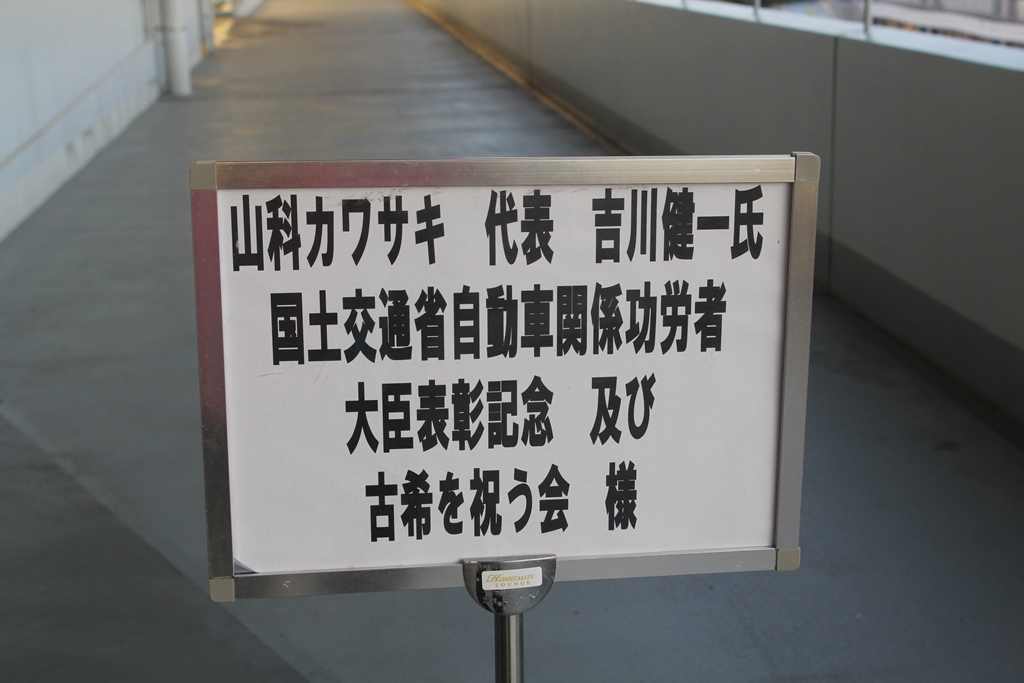 山科カワサキ　代表　吉川健一氏
国土交通省自動車関係功労者
大臣表彰記念　及び
古希を祝う会　様
HOSPITALITY
LOUNGE